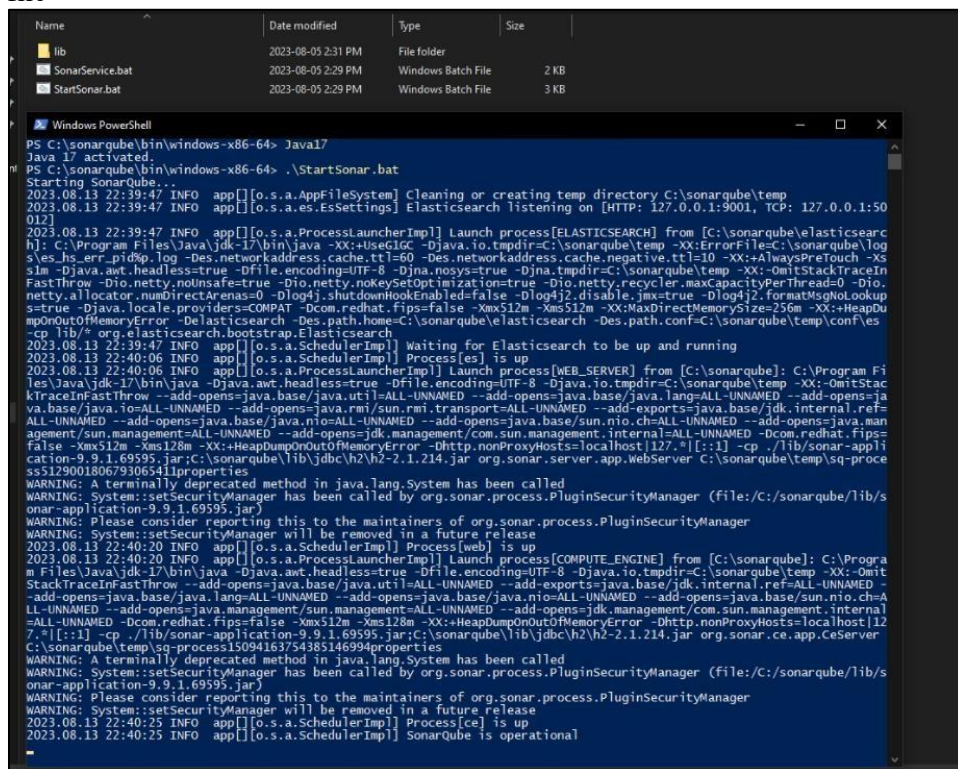 Name Date modified Type Size
lib 2023-08-05 2:31 PM File folder
SonarService.bat 2023-08-05 2:29 PM Windows Batch File 2 KB
StartSonar.bat 2023-08-05 2:29 PM Windows Batch File 3 KB
Windows PowerShell
PS C:\sonarqube\bin\windows-x86-64> Java17
Java 17 activated.
PS C:\sonarqube\bin\windows-x86-64> .\StartSonar.bat
Starting SonarQube...
2023.08.13 22:39:47 INFO app[][o.s.a.AppFileSystem] Cleaning or creating temp directory C:\sonarqube\temp
2023.08.13 22:39:47 INFO app[][o.s.a.es.EsSettings] Elasticsearch listening on [HTTP: 127.0.0.1:9001, TCP: 127.0.0.1:50
012]
2023.08.13 22:39:47 INFO app[][o.s.a.ProcessLauncherImpl] Launch process[ELASTICSEARCH] from [C:\sonarqube\elasticsearc
h]: C:\Program Files\Java\jdk-17\bin\java -XX:+UseG1GC -Djava.io.tmpdir=C:\sonarqube\temp -XX:ErrorFile=C:\sonarqube\log
s\es_hs_err_pid%p.log -Des.networkaddress.cache.ttl=60 -Des.networkaddress.cache.negative.ttl=10 -XX:+AlwaysPreTouch -Xs
s1m -Djava.awt.headless=true -Dfile.encoding=UTF-8 -Djna.nosys=true -Djna.tmpdir=C:\sonarqube\temp -XX:-OmitStackTraceIn
FastThrow -Dio.netty.noUnsafe=true -Dio.netty.noKeySetOptimization=true -Dio.netty.recycler.maxCapacityPerThread=0 -Dio.
netty.allocator.numDirectArenas=0 -Dlog4j.shutdownHookEnabled=false -Dlog4j2.disable.jmx=true -Dlog4j2.formatMsgNoLookup
s=true -Djava.locale.providers=COMPAT -Dcom.redhat.fips=false -Xmx512m -Xms512m -XX:MaxDirectMemorySize=256m -XX:+HeapDu
mpOnOutOfMemoryError -Delasticsearch -Des.path.home=C:\sonarqube\elasticsearch -Des.path.conf=C:\sonarqube\temp\conf\es
-cp lib/* org.elasticsearch.bootstrap.Elasticsearch
2023.08.13 22:39:47 INFO app[][o.s.a.SchedulerImpl] Waiting for Elasticsearch to be up and running
2023.08.13 22:40:06 INFO app[][o.s.a.SchedulerImpl] Process[es] is up
2023.08.13 22:40:06 INFO app[][o.s.a.ProcessLauncherImpl] Launch process[WEB_SERVER] from [C:\sonarqube]: C:\Program Fi
les\Java\jdk-17\bin\java -Djava.awt.headless=true -Dfile.encoding=UTF-8 -Djava.io.tmpdir=C:\sonarqube\temp -XX:-OmitStac
kTraceInFastThrow --add-opens=java.base/java.util=ALL-UNNAMED --add-opens=java.base/java.lang=ALL-UNNAMED --add-opens=ja
va.base/java.io=ALL-UNNAMED --add-opens=java.rmi/sun.rmi.transport=ALL-UNNAMED --add-exports=java.base/jdk.internal.ref=
ALL-UNNAMED --add-opens=java.base/java.nio=ALL-UNNAMED --add-opens=java.base/sun.nio.ch=ALL-UNNAMED --add-opens=java.man
agement/sun.management=ALL-UNNAMED --add-opens=jdk.management/com.sun.management.internal=ALL-UNNAMED -Dcom.redhat.fips=
false -Xmx512m -Xms128m -XX:+HeapDumpOnOutOfMemoryError -Dhttp.nonProxyHosts=localhost|127.*|[::1] -cp ./lib/sonar-appli
cation-9.9.1.69595.jar;C:\sonarqube\lib\jdbc\h2\h2-2.1.214.jar org.sonar.server.app.WebServer C:\sonarqube\temp\sq-proce
ss5129001806793065411properties
WARNING: A terminally deprecated method in java.lang.System has been called
WARNING: System::setSecurityManager has been called by org.sonar.process.PluginSecurityManager (file:/C:/sonarqube/lib/s
onar-application-9.9.1.69595.jar)
WARNING: Please consider reporting this to the maintainers of org.sonar.process.PluginSecurityManager
WARNING: System::setSecurityManager will be removed in a future release
2023.08.13 22:40:20 INFO app[][o.s.a.SchedulerImpl] Process[web] is up
2023.08.13 22:40:20 INFO app[][o.s.a.ProcessLauncherImpl] Launch process[COMPUTE_ENGINE] from [C:\sonarqube]: C:\Progra
m Files\Java\jdk-17\bin\java -Djava.awt.headless=true -Dfile.encoding=UTF-8 -Djava.io.tmpdir=C:\sonarqube\temp -XX:-Omit
StackTraceInFastThrow --add-opens=java.base/java.util=ALL-UNNAMED --add-exports=java.base/jdk.internal.ref=ALL-UNNAMED -
-add-opens=java.base/java.lang=ALL-UNNAMED --add-opens=java.base/java.nio=ALL-UNNAMED --add-opens=java.base/sun.nio.ch=A
LL-UNNAMED --add-opens=java.management/sun.management=ALL-UNNAMED --add-opens=jdk.management/com.sun.management.internal
=ALL-UNNAMED -Dcom.redhat.fips=false -Xmx512m -Xms128m -XX:+HeapDumpOnOutOfMemoryError -Dhttp.nonProxyHosts=localhost|12
7.*|[::1] -cp ./lib/sonar-application-9.9.1.69595.jar;C:\sonarqube\lib\jdbc\h2\h2-2.1.214.jar org.sonar.ce.app.CeServer
C:\sonarqube\temp\sq-process15094163754385146994properties
WARNING: A terminally deprecated method in java.lang.System has been called
WARNING: System::setSecurityManager has been called by org.sonar.process.PluginSecurityManager (file:/C:/sonarqube/lib/s
onar-application-9.9.1.69595.jar)
WARNING: Please consider reporting this to the maintainers of org.sonar.process.PluginSecurityManager
WARNING: System::setSecurityManager will be removed in a future release
2023.08.13 22:40:25 INFO app[][o.s.a.SchedulerImpl] Process[ce] is up
2023.08.13 22:40:25 INFO app[][o.s.a.SchedulerImpl] SonarQube is operational